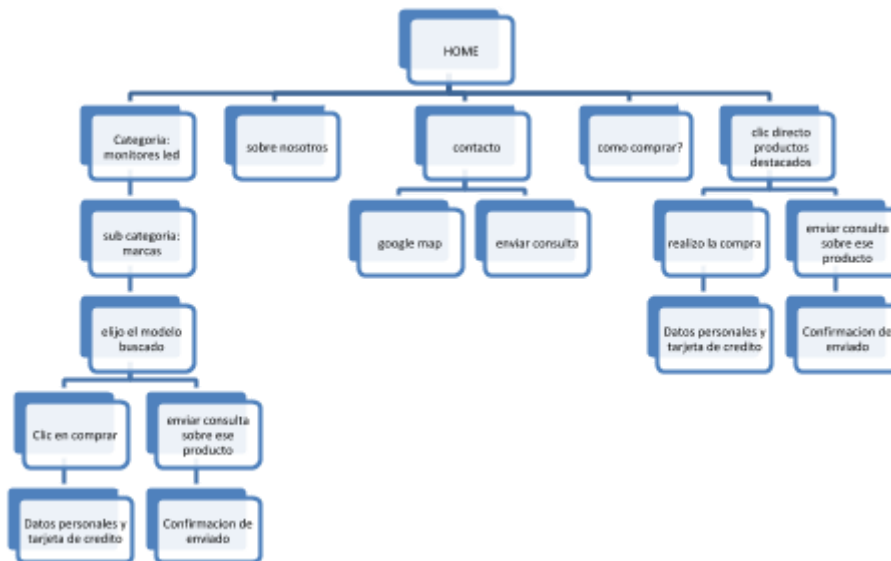 HOME
Categoria:
monitores led
sobre nosotros
contacto
como comprar?
clic directo
productos
destacados
sub categoria:
marcas
google map
enviar consulta
realizo la compra
enviar consulta
sobre ese
producto
elijo el modelo
buscado
Datos personales y
tarjeta de credito
Confirmacion de
enviado
Clic en comprar
enviar consulta
sobre ese
producto
Datos personales y
tarjeta de credito
Confirmacion de
enviado